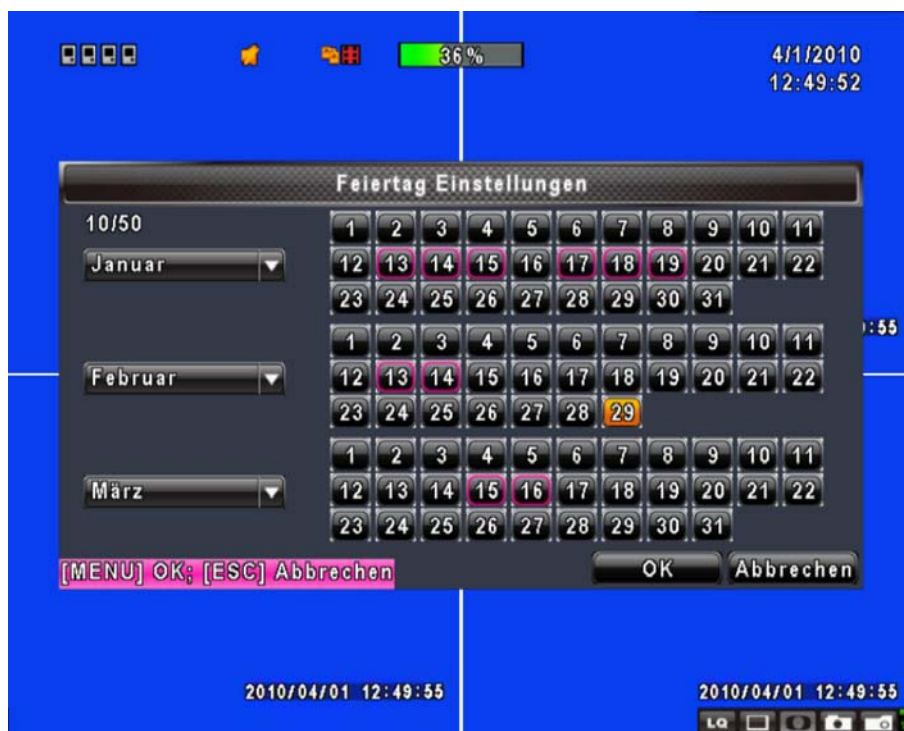 36%
4/1/2010
12:49:52
Feiertag Einstellungen
10/50
Januar
1 2 3 4 5 6 7 8 9 10 11
12 13 14 15 16 17 18 19 20 21 22
23 24 25 26 27 28 29 30 31
:55
Februar
1 2 3 4 5 6 7 8 9 10 11
12 13 14 15 16 17 18 19 20 21 22
23 24 25 26 27 28 29
März
1 2 3 4 5 6 7 8 9 10 11
12 13 14 15 16 17 18 19 20 21 22
23 24 25 26 27 28 29 30 31
[MENU] OK; [ESC] Abbrechen
OK
Abbrechen
2010/04/01 12:49:55
2010/04/01 12:49:55
LQ